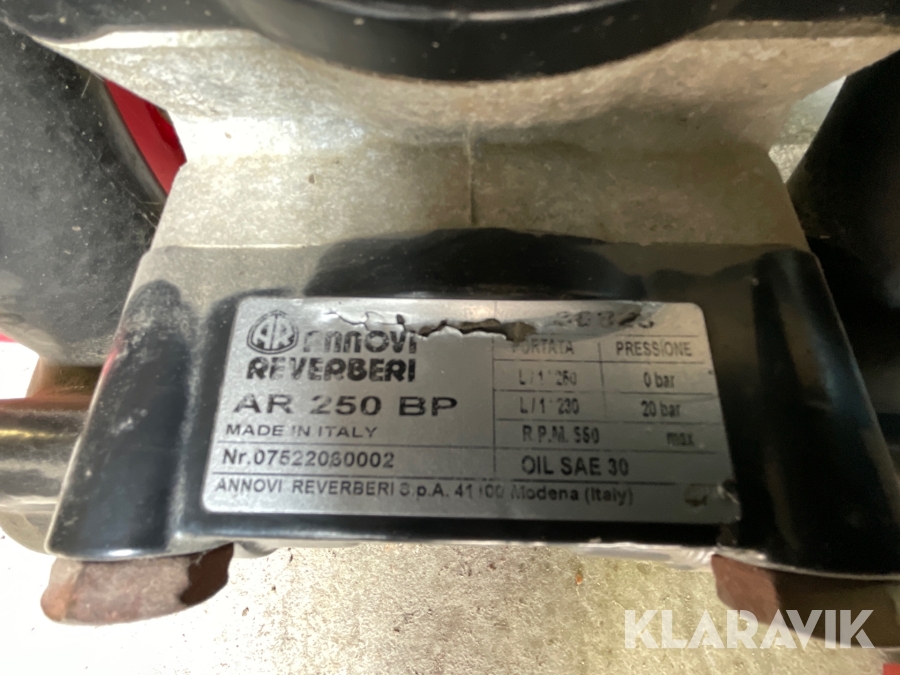 AR ANNOVI
REVERBERI
AR 250 BP
MADE IN ITALY
Nr.07522060002
PORTATA PRESSIONE
L/1' 250 0 bar
L/1' 230 20 bar
R.P.M. 550 max
OIL SAE 30
ANNOVI REVERBERI S.p.A. 41100 Modena (Italy)
KLARAVIK